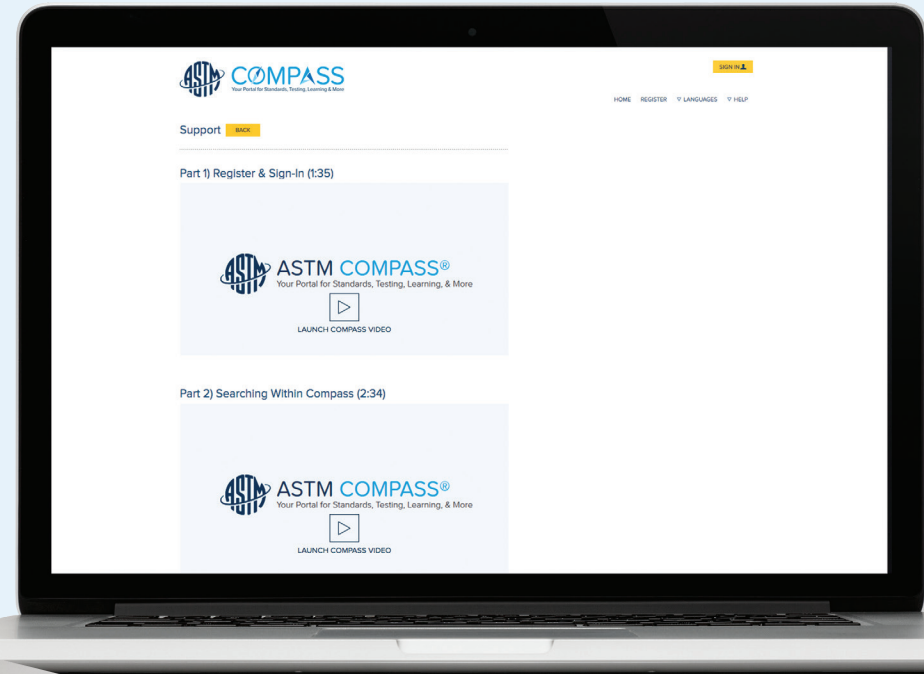 ASTM COMPASS
Your Portal for Standards, Testing, Learning & More
SIGN IN
HOME REGISTER ▽ LANGUAGES ▽ HELP
Support BACK
Part 1) Register & Sign-In (1:35)
ASTM COMPASS®
Your Portal for Standards, Testing, Learning, & More
LAUNCH COMPASS VIDEO
Part 2) Searching Within Compass (2:34)
ASTM COMPASS®
Your Portal for Standards, Testing, Learning, & More
LAUNCH COMPASS VIDEO